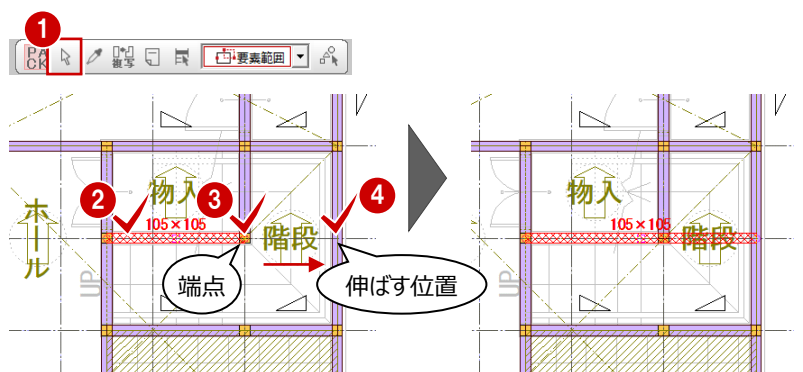 1
PA
CK
複写
要素範囲
2
3
4
物入
105×105
ホール
階段
UP
端点
伸ばす位置
物入
105×105
階段
UP